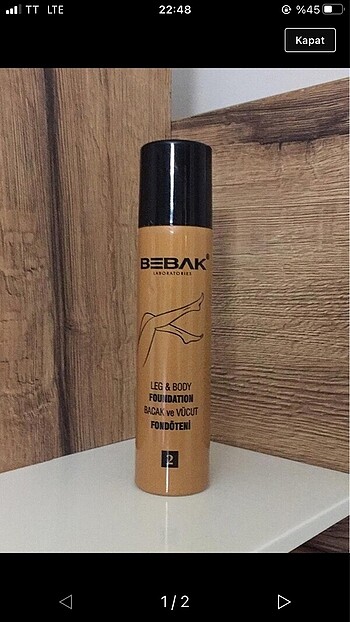 TT LTE 22:48 %45
Kapat
BEBAK®
LABORATORIES
LEG & BODY
FOUNDATION
BACAK ve VÜCUT
FONDÖTENİ
2
1/2